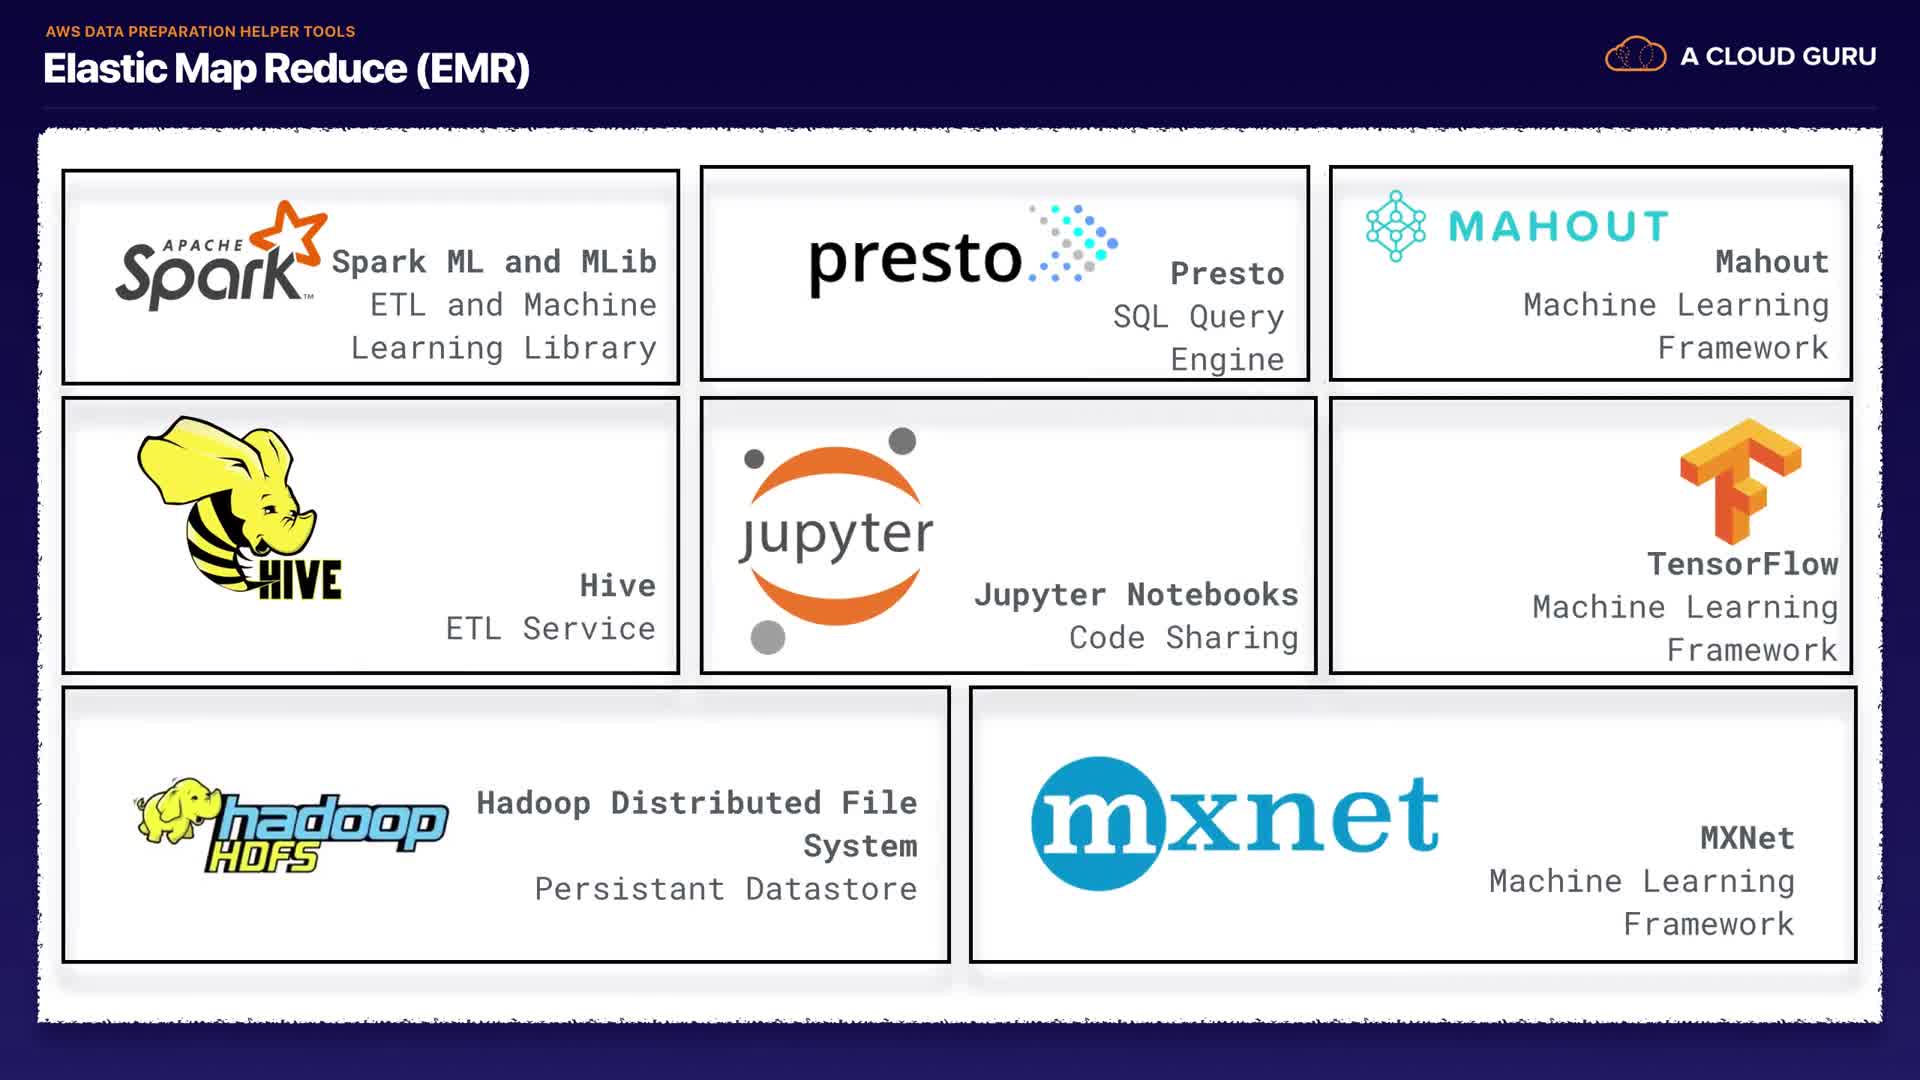 AWS DATA PREPARATION HELPER TOOLS
Elastic Map Reduce (EMR)
A CLOUD GURU
APACHE
Spark™
Spark ML and MLib
ETL and Machine
Learning Library
presto
Presto
SQL Query
Engine
MAHOUT
Mahout
Machine Learning
Framework
HIVE
Hive
ETL Service
jupyter
Jupyter Notebooks
Code Sharing
TensorFlow
Machine Learning
Framework
hadoop
HDFS
Hadoop Distributed File
System
Persistant Datastore
mxnet
MXNet
Machine Learning
Framework